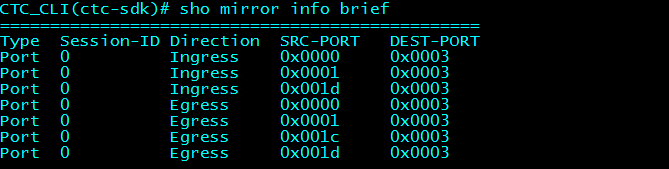 CTC_CLI(ctc-sdk)# sho mirror info brief
================================================
Type Session-ID Direction SRC-PORT DEST-PORT
Port 0 Ingress 0x0000 0x0003
Port 0 Ingress 0x0001 0x0003
Port 0 Ingress 0x001d 0x0003
Port 0 Egress 0x0000 0x0003
Port 0 Egress 0x0001 0x0003
Port 0 Egress 0x001c 0x0003
Port 0 Egress 0x001d 0x0003